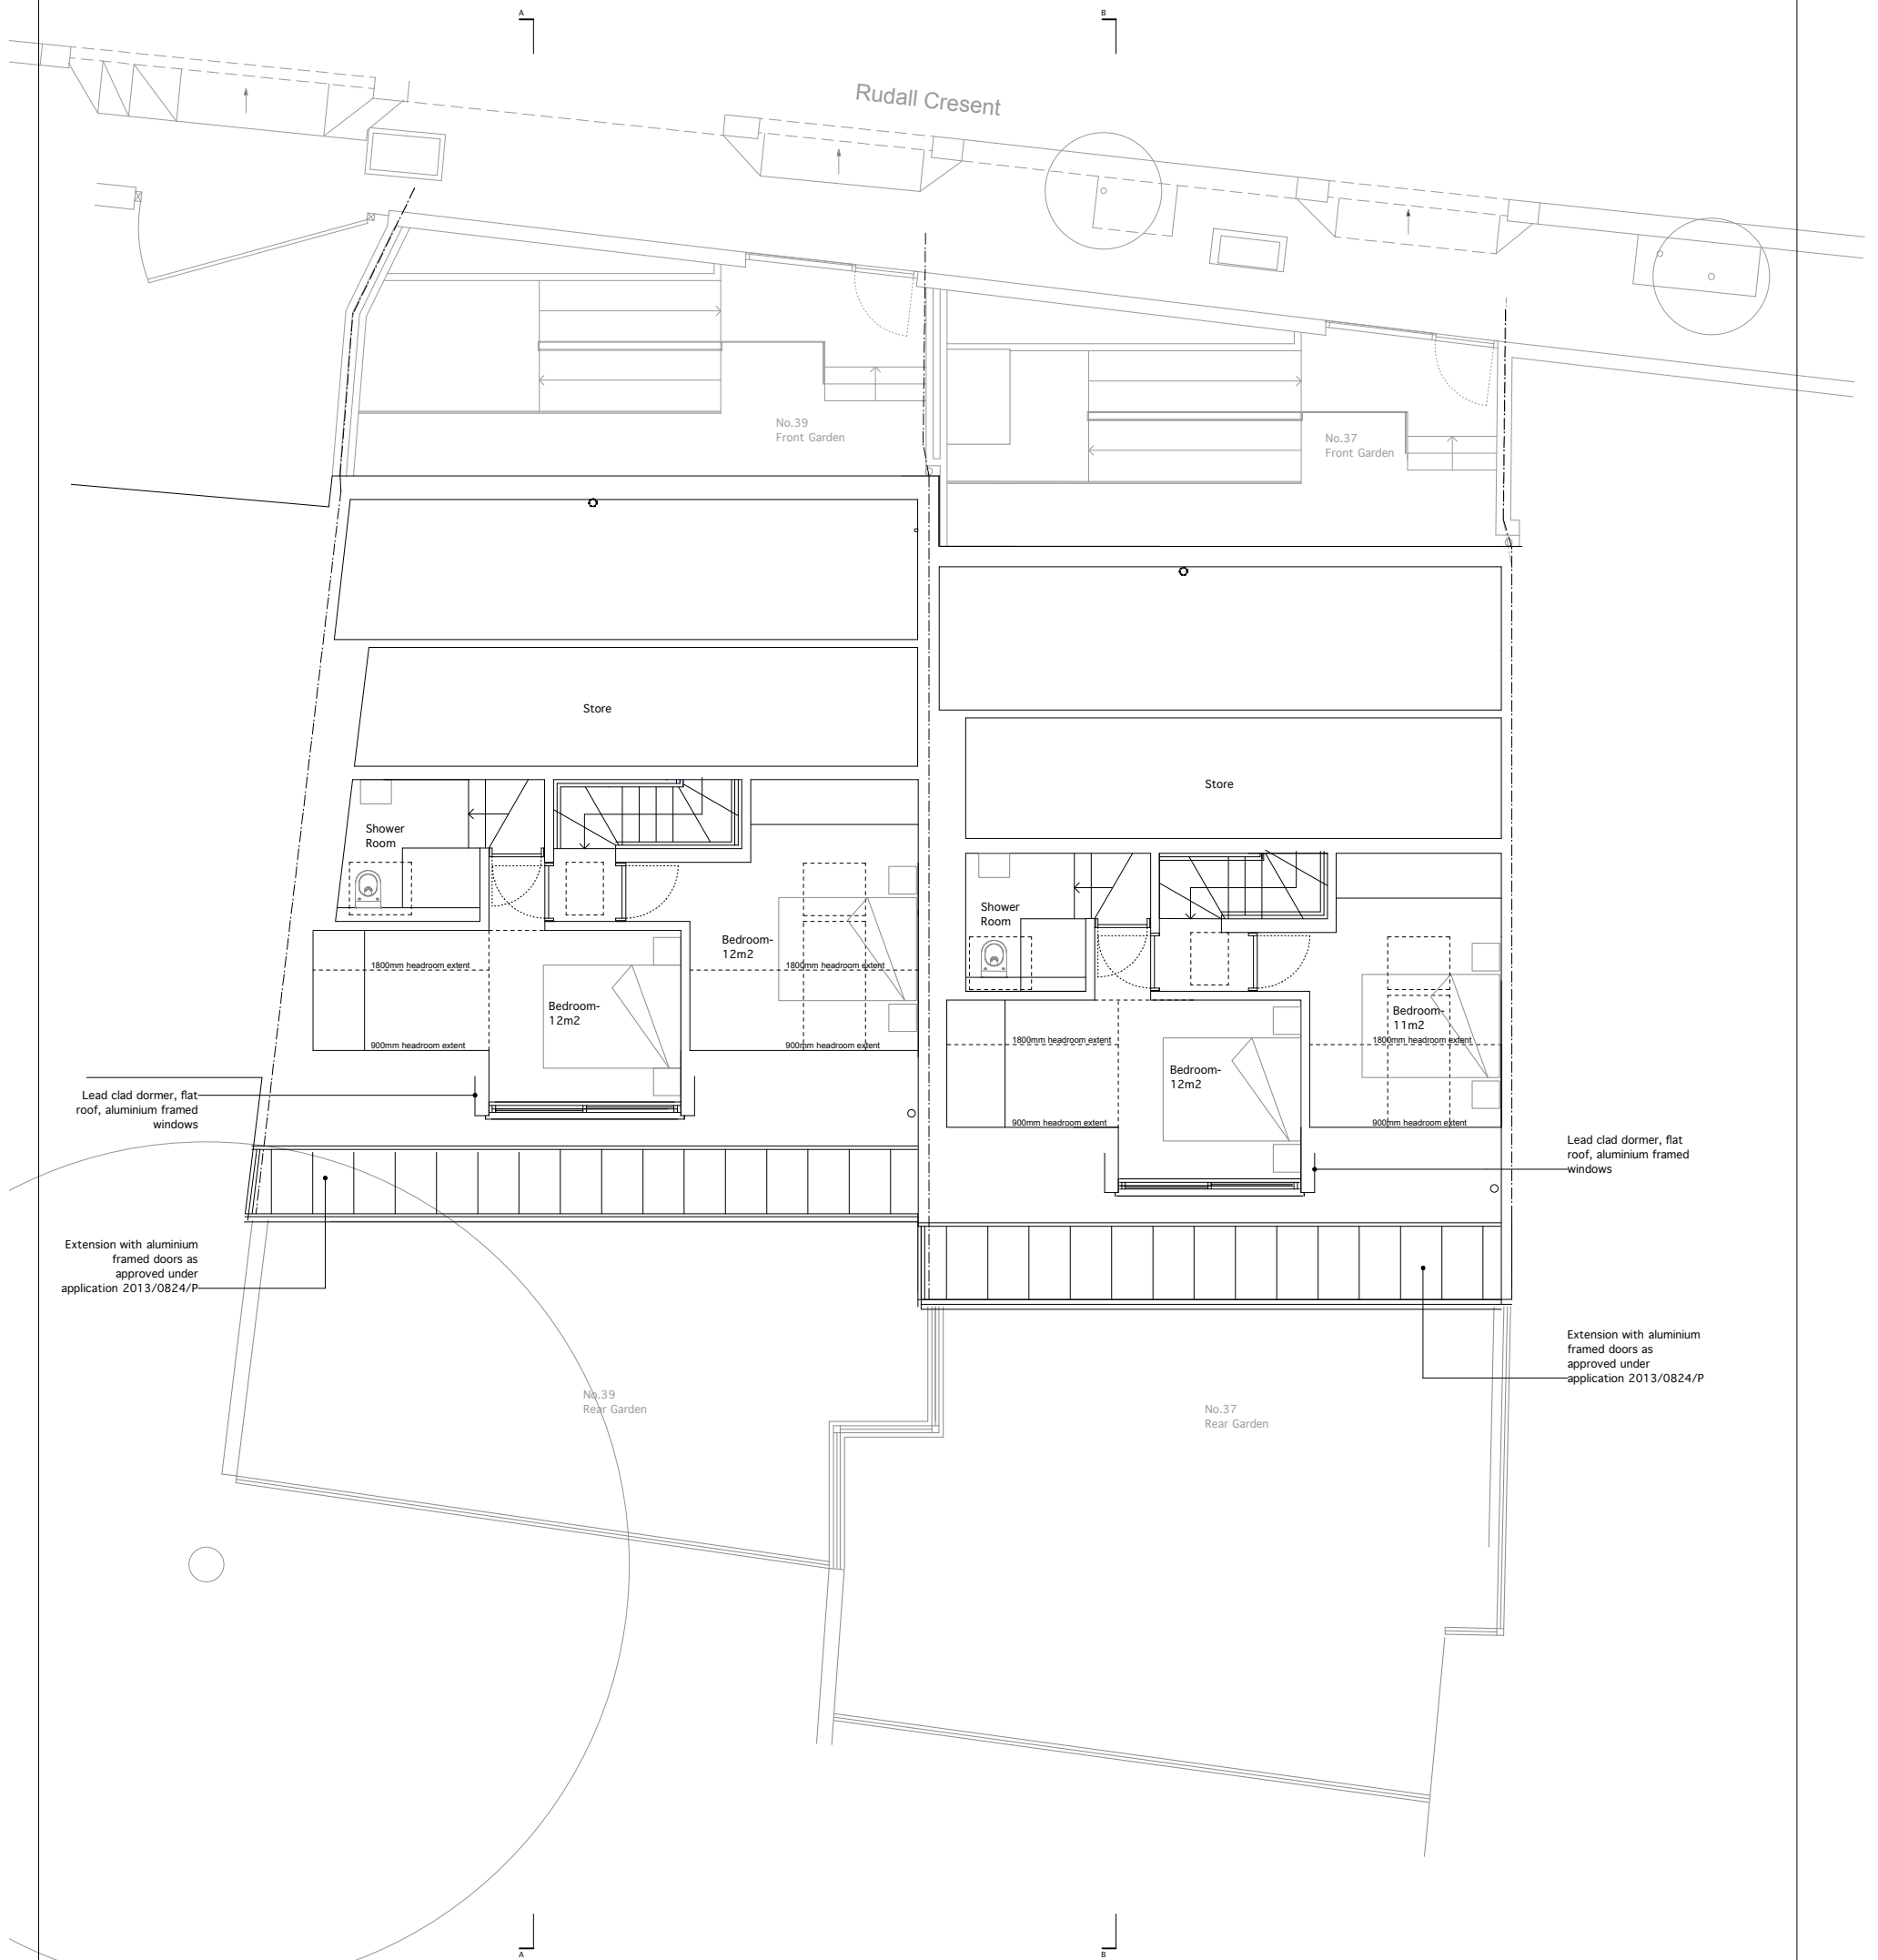 A
B
Rudall Cresent
No.39
Front Garden
No.37
Front Garden
Store
Store
Shower
Room
Shower
Room
Bedroom-
12m2
1800mm headroom extent
1800mm headroom extent
Bedroom-
12m2
900mm headroom extent
900mm headroom extent
Bedroom-
11m2
1800mm headroom extent
1800mm headroom extent
Bedroom-
12m2
900mm headroom extent
900mm headroom extent
Lead clad dormer, flat
roof, aluminium framed
windows
Lead clad dormer, flat
roof, aluminium framed
windows
Extension with aluminium
framed doors as
approved under
application 2013/0824/P
Extension with aluminium
framed doors as
approved under
application 2013/0824/P
No.39
Rear Garden
No.37
Rear Garden
A
B